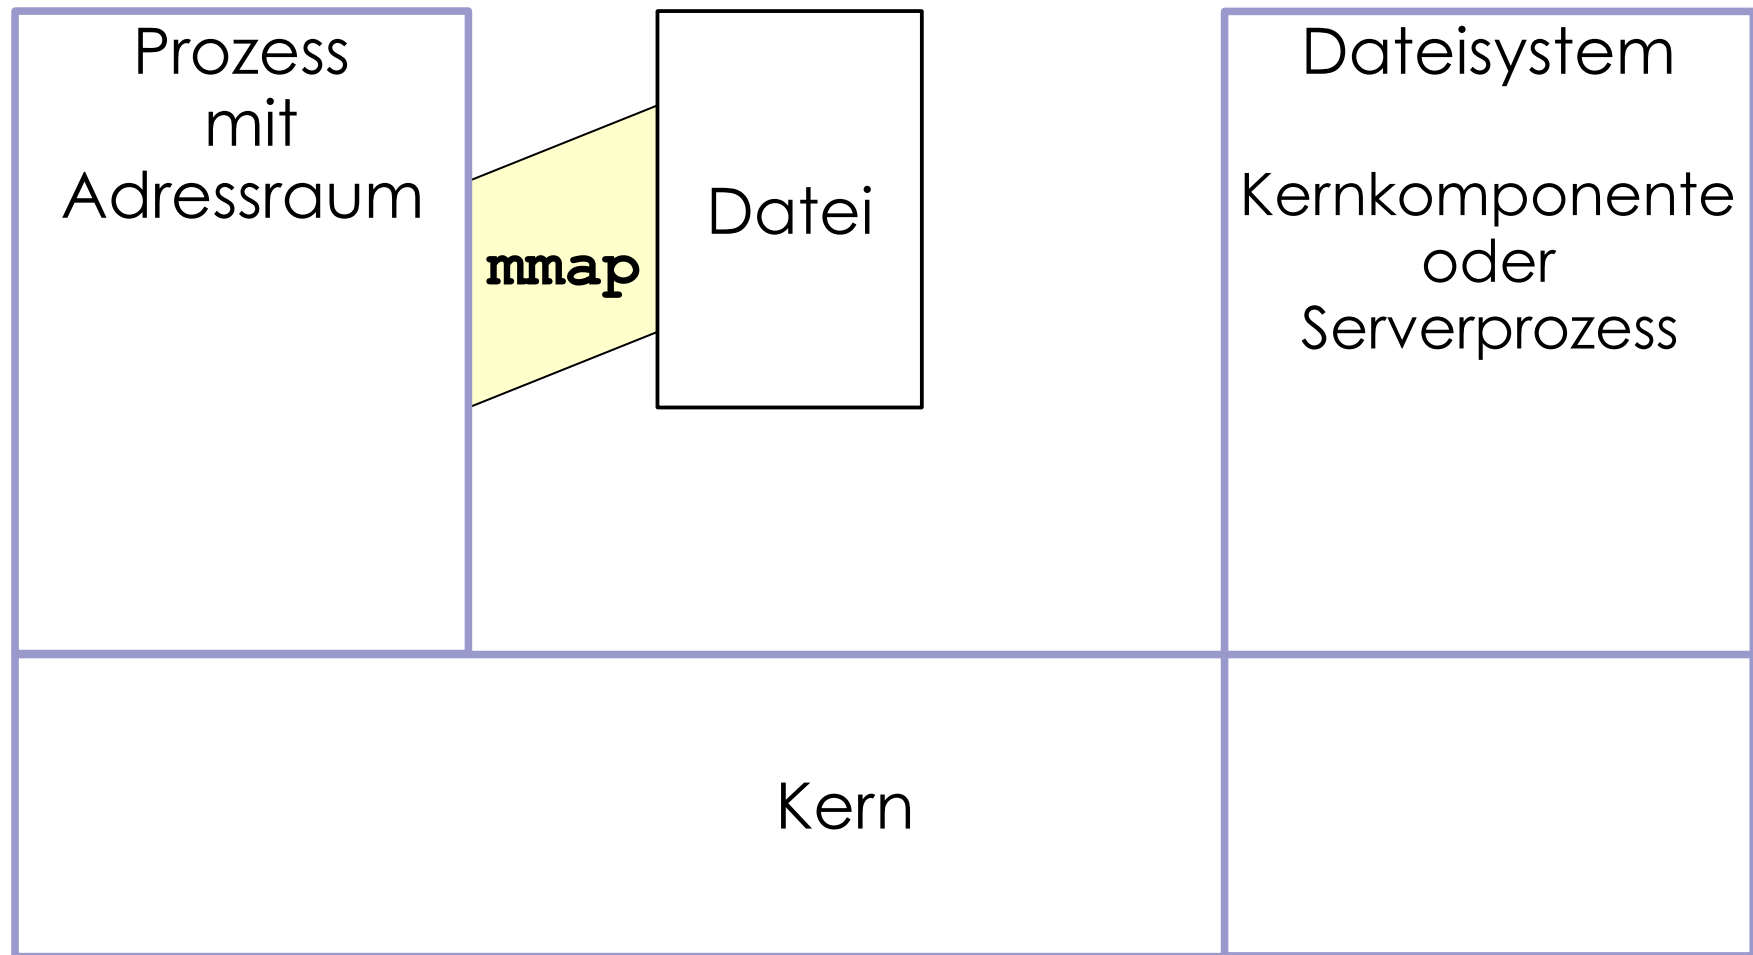 Prozess
mit
Adressraum
mmap
Datei
Dateisystem
Kernkomponente
oder
Serverprozess
Kern